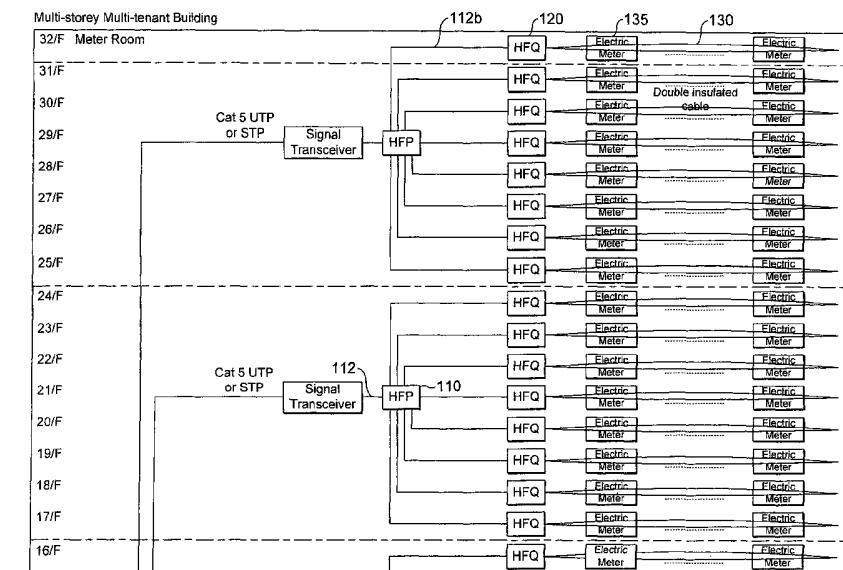 Multi-storey Multi-tenant Building
112b 120 135 130
32/F Meter Room HFQ Electric Meter Electric Meter
31/F HFQ Electric Meter Electric Meter
Double insulated
cable
30/F HFQ Electric Meter Electric Meter
Cat 5 UTP
or STP
29/F Signal Transceiver HFP HFQ Electric Meter Electric Meter
28/F HFQ Electric Meter Electric Meter
27/F HFQ Electric Meter Electric Meter
26/F HFQ Electric Meter Electric Meter
25/F HFQ Electric Meter Electric Meter
24/F HFQ Electric Meter Electric Meter
23/F HFQ Electric Meter Electric Meter
22/F HFQ Electric Meter Electric Meter
Cat 5 UTP
or STP
112 110
21/F Signal Transceiver HFP HFQ Electric Meter Electric Meter
20/F HFQ Electric Meter Electric Meter
19/F HFQ Electric Meter Electric Meter
18/F HFQ Electric Meter Electric Meter
17/F HFQ Electric Meter Electric Meter
16/F HFQ Electric Meter Electric Meter